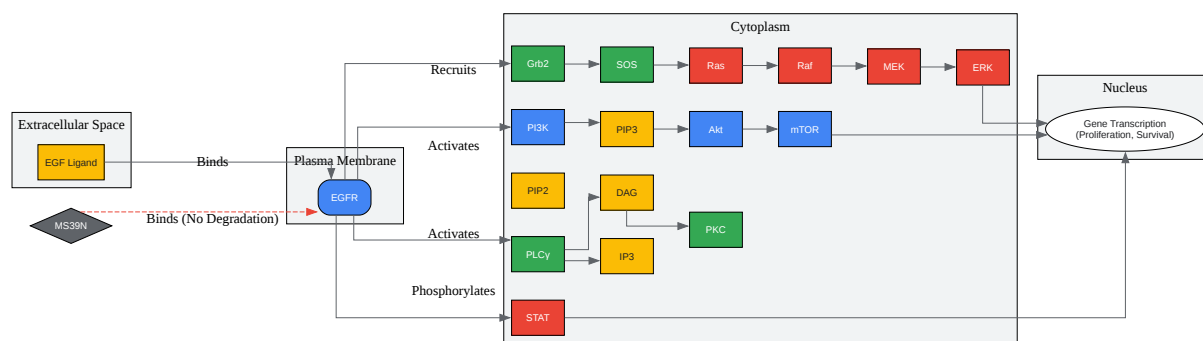 Cytoplasm
Grb2
SOS
Ras
Raf
MEK
ERK
Recruits
Nucleus
Gene Transcription
(Proliferation, Survival)
Extracellular Space
EGF Ligand
Binds
PI3K
PIP3
Akt
mTOR
Activates
Plasma Membrane
EGFR
PIP2
DAG
MS39N
Binds (No Degradation)
Activates
PKC
PLCγ
IP3
Phosphorylates
STAT